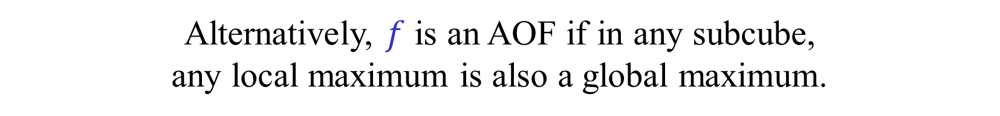 Alternatively, f is an AOF if in any subcube,
any local maximum is also a global maximum.